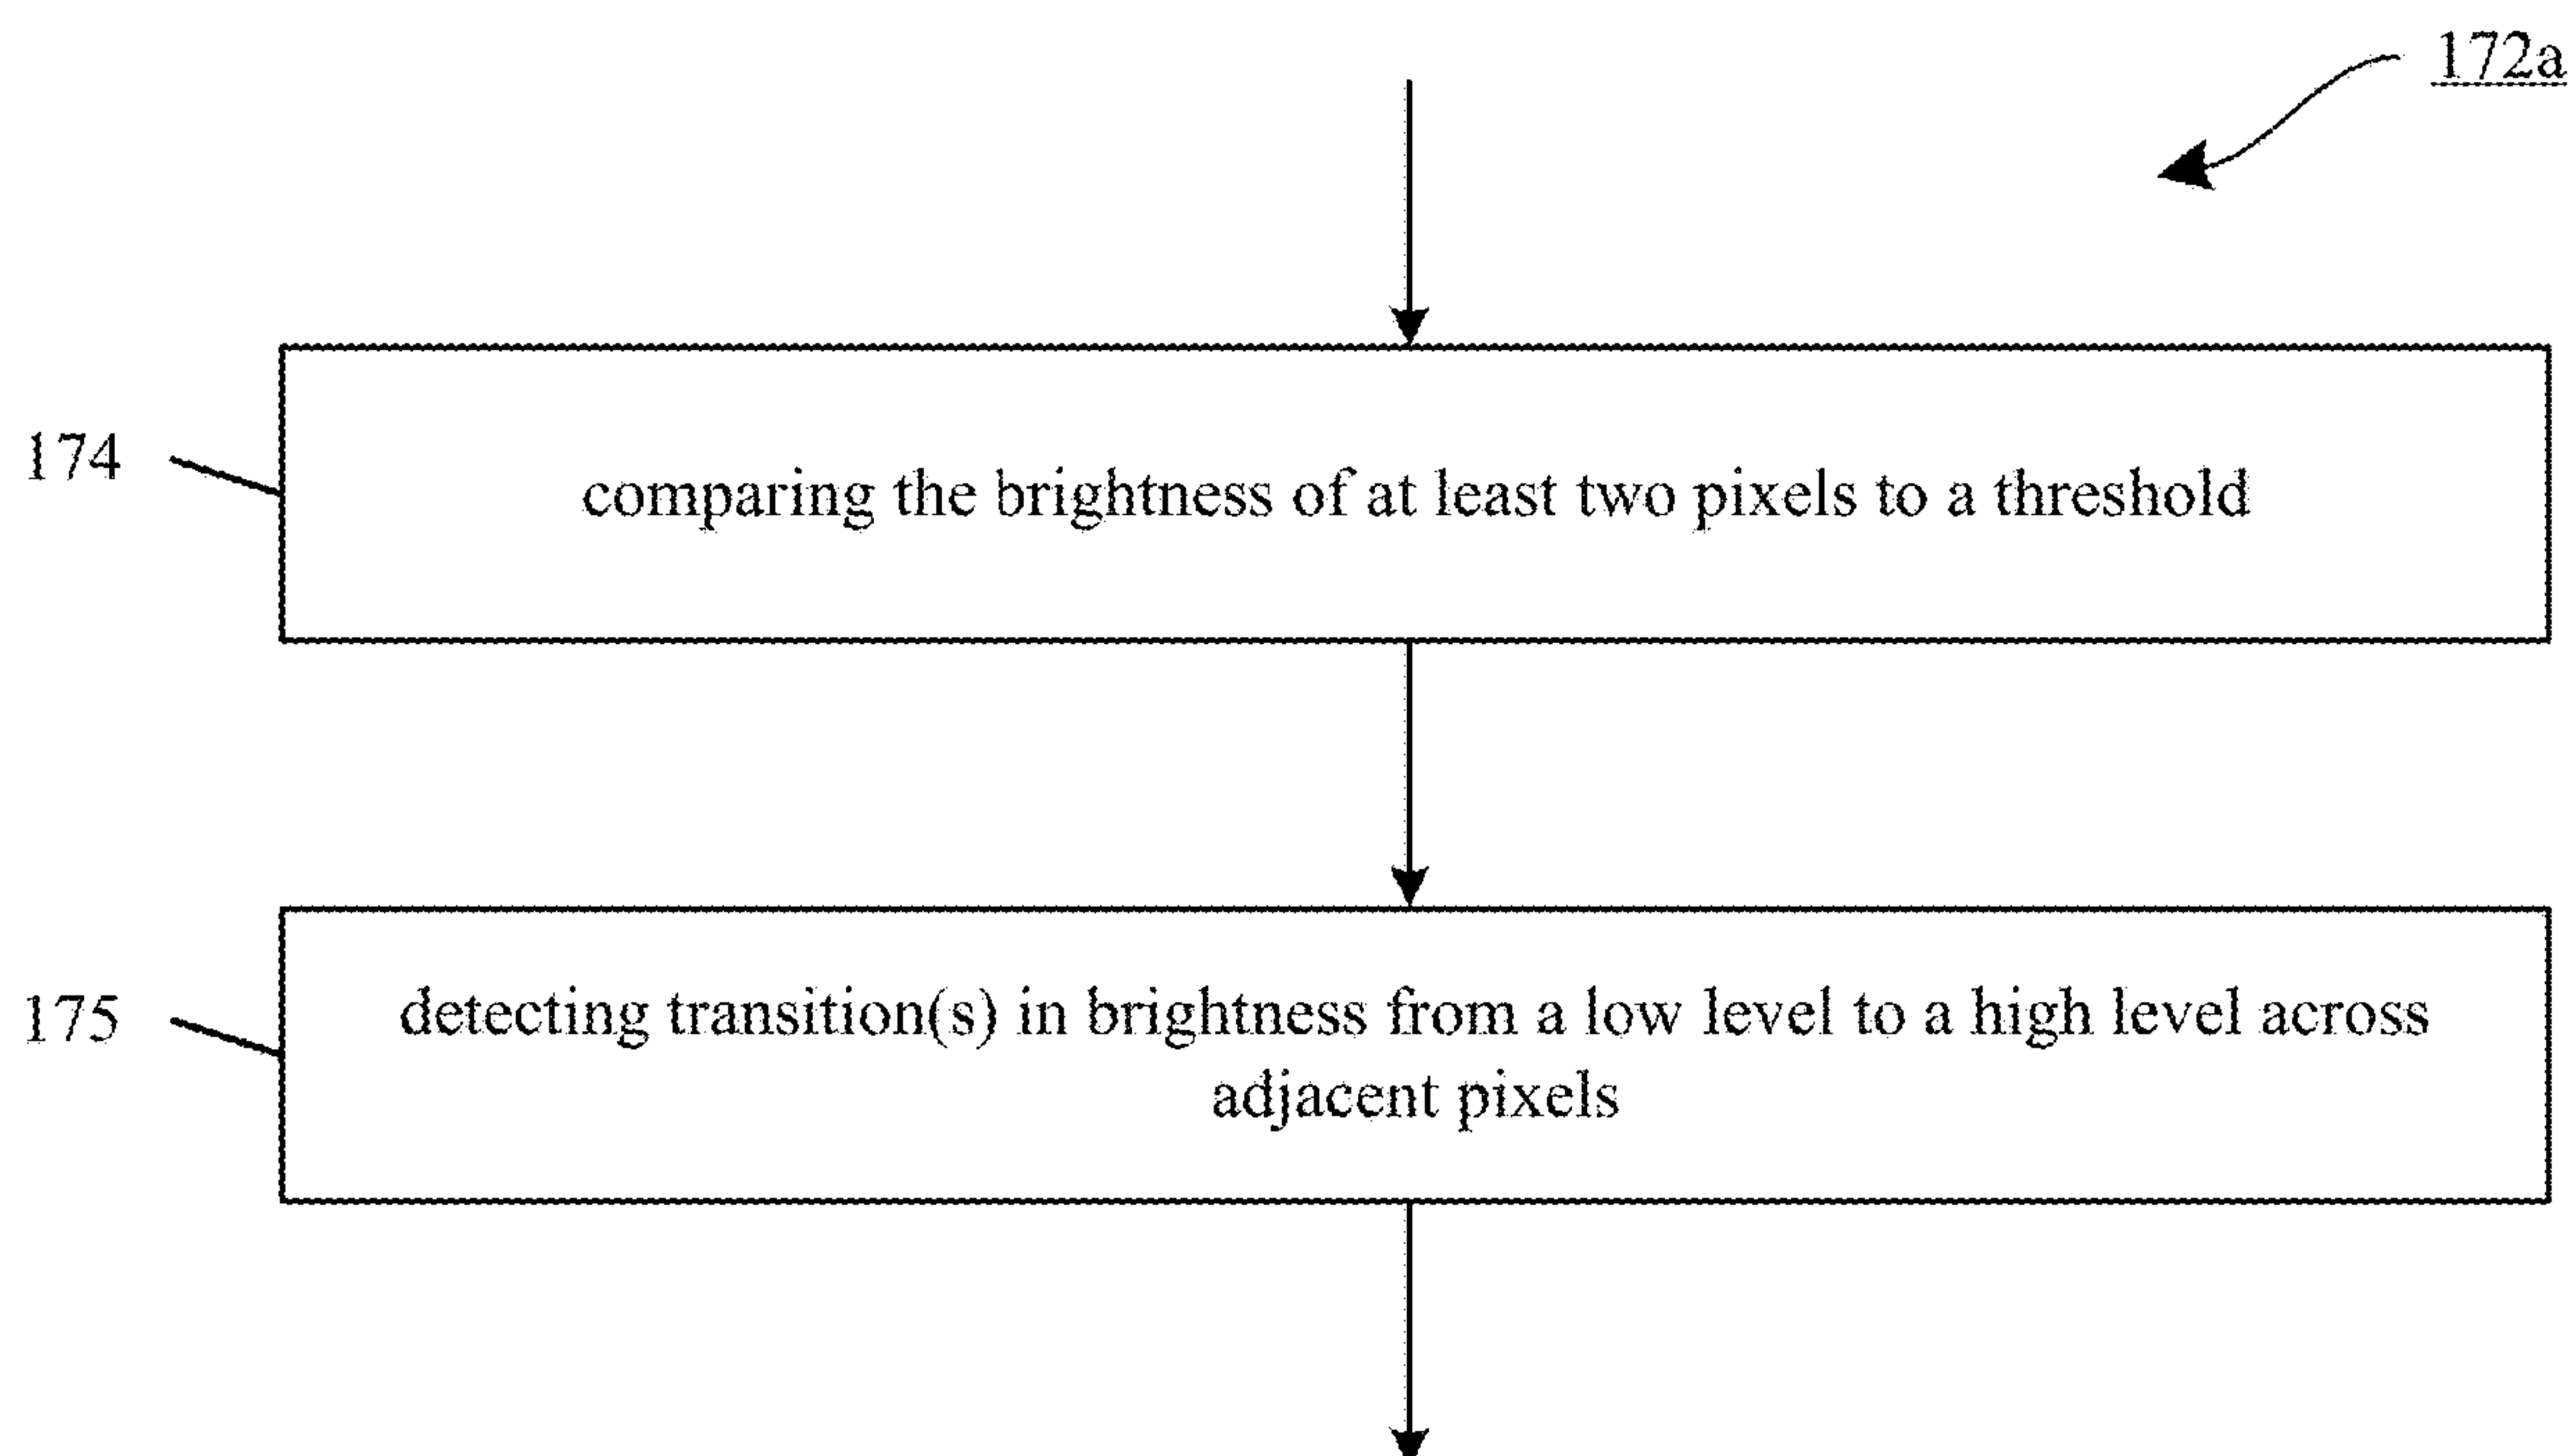 172a
174
comparing the brightness of at least two pixels to a threshold
175
detecting transition(s) in brightness from a low level to a high level across
adjacent pixels